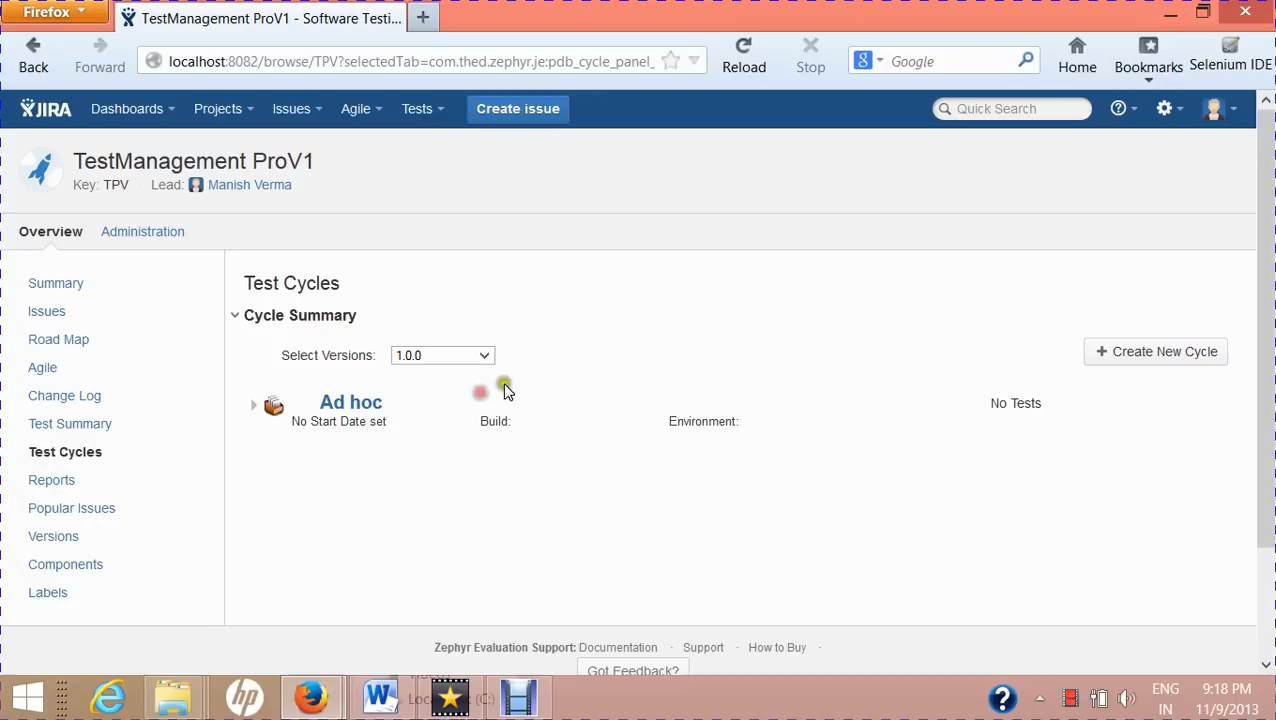 Firefox
TestManagement ProV1 - Software Testi...
Back
Forward
localhost:8082/browse/TPV?selectedTab=com.thed.zephyr.je:pdb_cycle_panel_
Reload
Stop
Google
Home
Bookmarks
Selenium IDE
JIRA
Dashboards
Projects
Issues
Agile
Tests
Create issue
Quick Search
TestManagement ProV1
Key: TPV Lead: Manish Verma
Overview
Administration
Summary
Issues
Road Map
Agile
Change Log
Test Summary
Test Cycles
Reports
Popular Issues
Versions
Components
Labels
Test Cycles
Cycle Summary
Select Versions: 1.0.0
Create New Cycle
Ad hoc
No Tests
No Start Date set
Build:
Environment:
Zephyr Evaluation Support: Documentation · Support · How to Buy ·
Got Feedback?
(C:)
ENG
IN
9:18 PM
11/9/2013